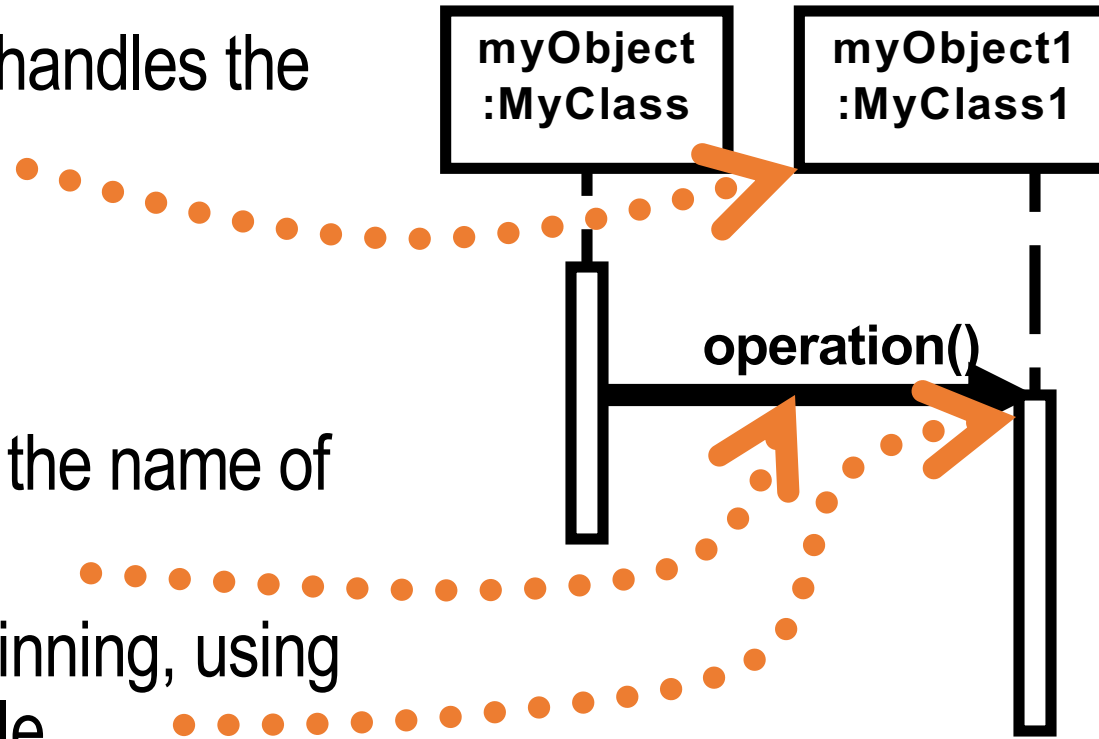 handles the
myObject
:MyClass
myObject1
:MyClass1
operation()
the name of
inning, using